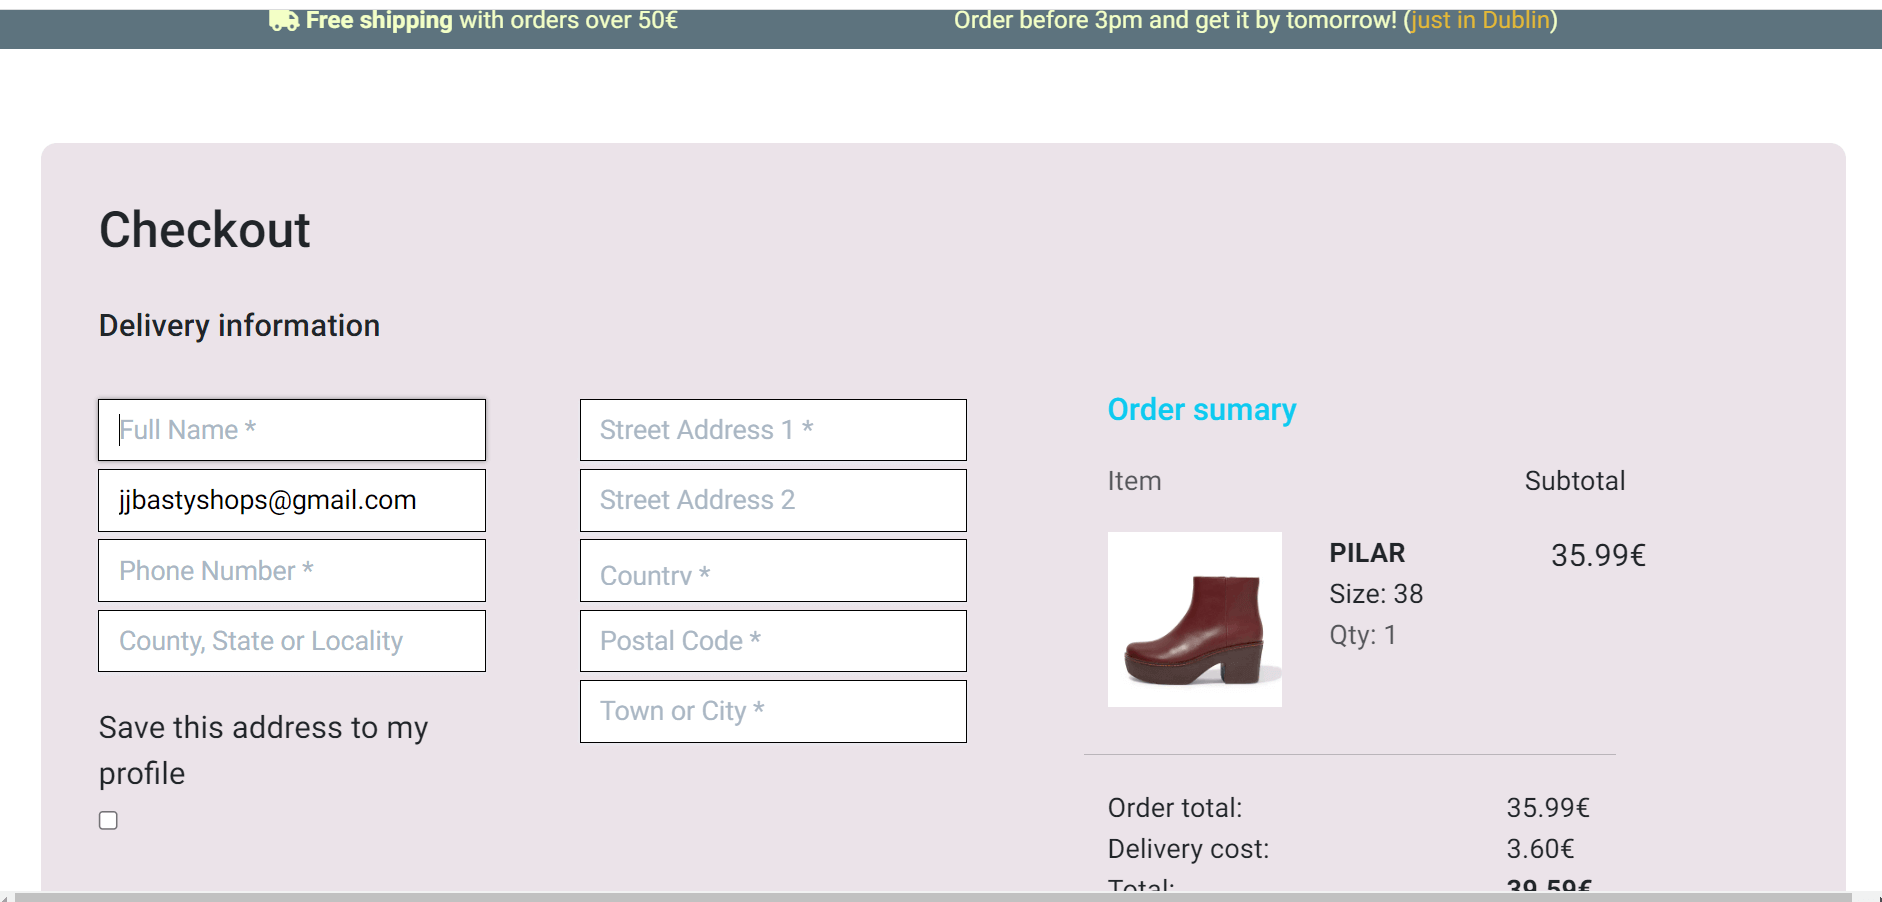 Free shipping with orders over 50€
Order before 3pm and get it by tomorrow! (just in Dublin)
Checkout
Delivery information
Full Name *
jjbastyshops@gmail.com
Phone Number *
County, State or Locality
Save this address to my
profile
Street Address 1 *
Street Address 2
Country *
Postal Code *
Town or City *
Order sumary
Item Subtotal
PILAR 35.99€
Size: 38
Qty: 1
Order total: 35.99€
Delivery cost: 3.60€
Total: 39.59€